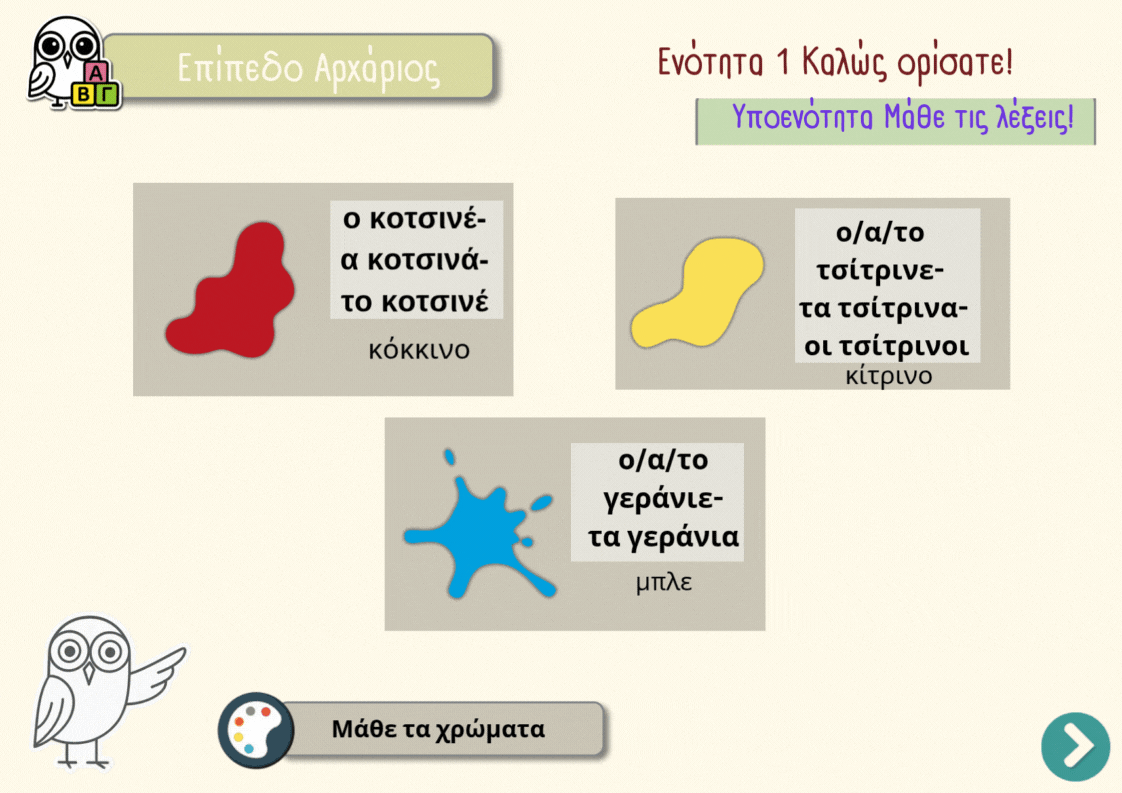 Επίπεδο Αρχάριος
Ενότητα 1 Καλώς ορίσατε!
Υποενότητα Μάθε τις λέξεις!
Α
Β Γ
ο κοτσινέ-
α κοτσινά-
το κοτσινέ
κόκκινο
ο/α/το
τσίτρινε-
τα τσίτρινα-
οι τσίτρινοι
κίτρινο
ο/α/το
γεράνιε-
τα γεράνια
μπλε
Μάθε τα χρώματα